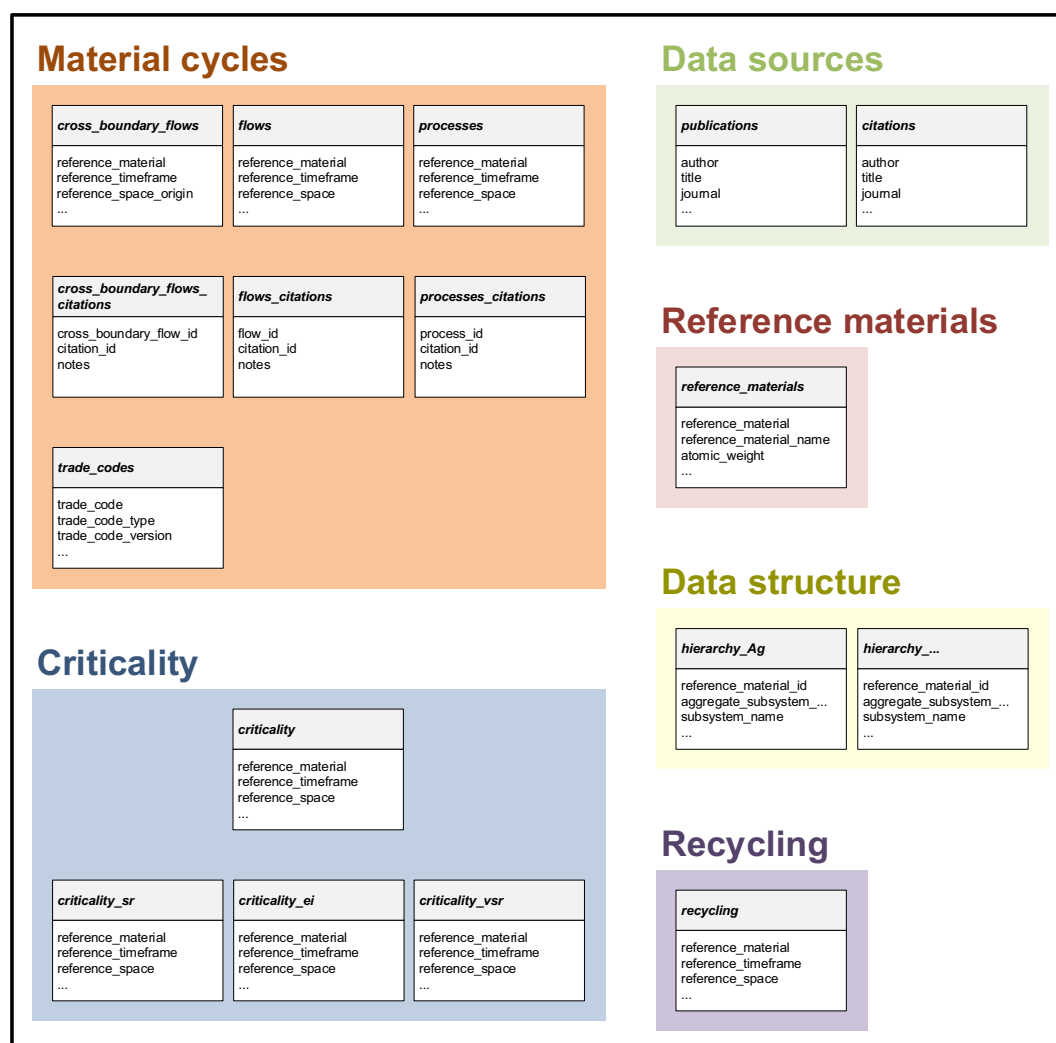 Material cycles
cross_boundary_flows
reference_material
reference_timeframe
reference_space_origin
...
flows
reference_material
reference_timeframe
reference_space
...
processes
reference_material
reference_timeframe
reference_space
...
cross_boundary_flows_
citations
cross_boundary_flow_id
citation_id
notes
flows_citations
flow_id
citation_id
notes
processes_citations
process_id
citation_id
notes
trade_codes
trade_code
trade_code_type
trade_code_version
...
Criticality
criticality
reference_material
reference_timeframe
reference_space
...
criticality_sr
reference_material
reference_timeframe
reference_space
...
criticality_ei
reference_material
reference_timeframe
reference_space
...
criticality_vsr
reference_material
reference_timeframe
reference_space
...
Data sources
publications
author
title
journal
...
citations
author
title
journal
...
Reference materials
reference_materials
reference_material
reference_material_name
atomic_weight
...
Data structure
hierarchy_Ag
reference_material_id
aggregate_subsystem_...
subsystem_name
...
hierarchy_...
reference_material_id
aggregate_subsystem_...
subsystem_name
...
Recycling
recycling
reference_material
reference_timeframe
reference_space
...